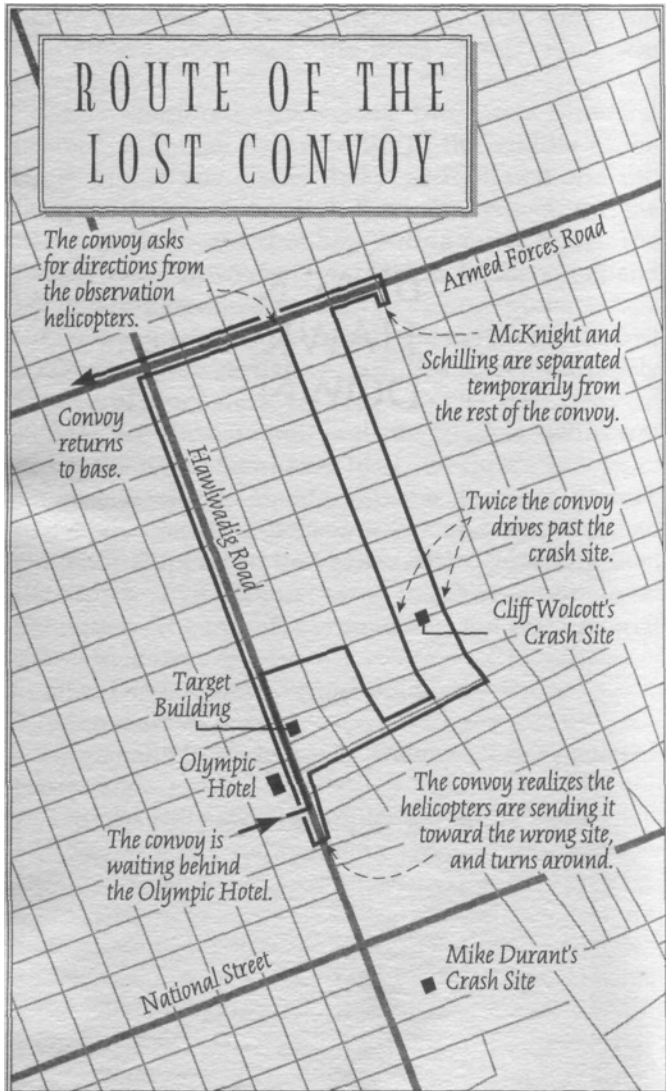 ROUTE OF THE
LOST CONVOY
The convoy asks
for directions from
the observation
helicopters.
Armed Forces Road
McKnight and
Schilling are separated
temporarily from
the rest of the convoy.
Convoy
returns
to base.
Hawlwadig Road
Twice the convoy
drives past the
crash site.
Cliff Wolcott's
Crash Site
Target
Building
Olympic
Hotel
The convoy realizes the
helicopters are sending it
toward the wrong site,
and turns around.
The convoy is
waiting behind
the Olympic Hotel.
National Street
Mike Durant's
Crash Site